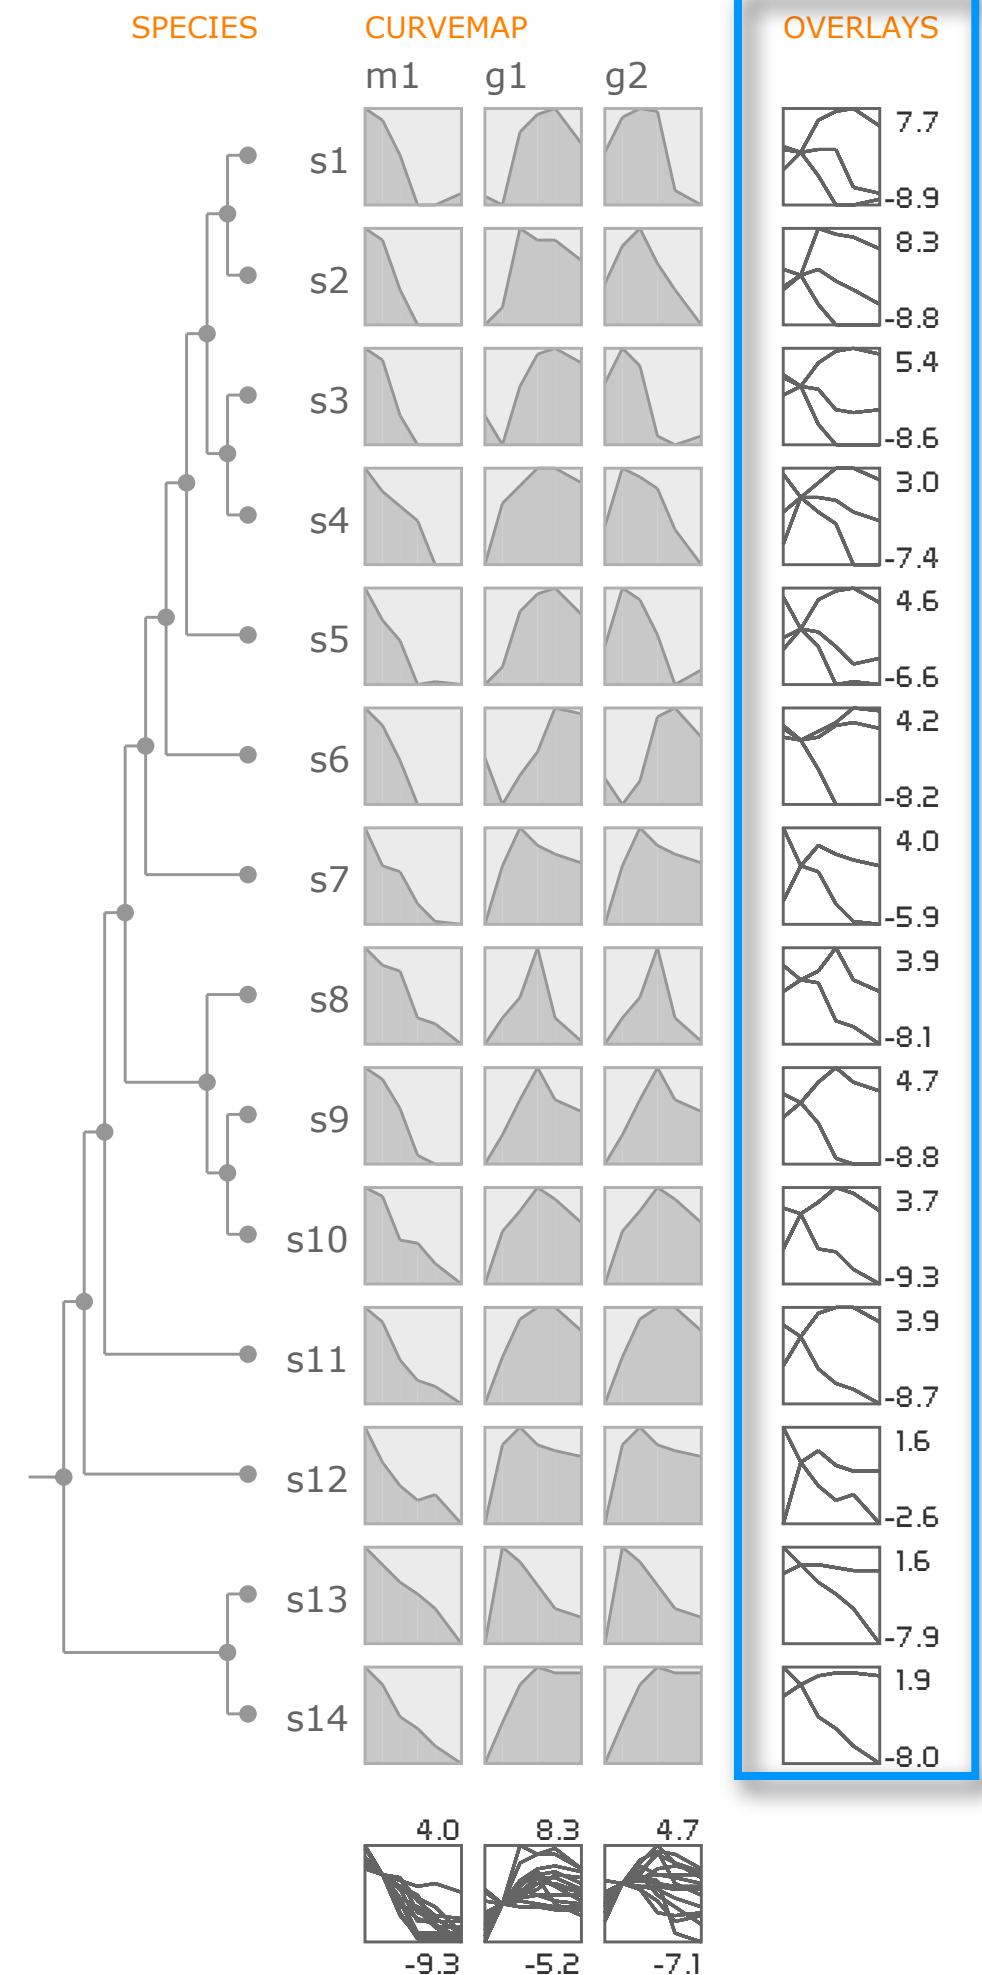 SPECIES CURVEMAP OVERLAYS
m1 g1 g2
s1 7.7
-8.9
s2 8.3
-8.8
s3 5.4
-8.6
s4 3.0
-7.4
s5 4.6
-6.6
s6 4.2
-8.2
s7 4.0
-5.9
s8 3.9
-8.1
s9 4.7
-8.8
s10 3.7
-9.3
s11 3.9
-8.7
s12 1.6
-2.6
s13 1.6
-7.9
s14 1.9
-8.0
4.0 8.3 4.7
-9.3 -5.2 -7.1